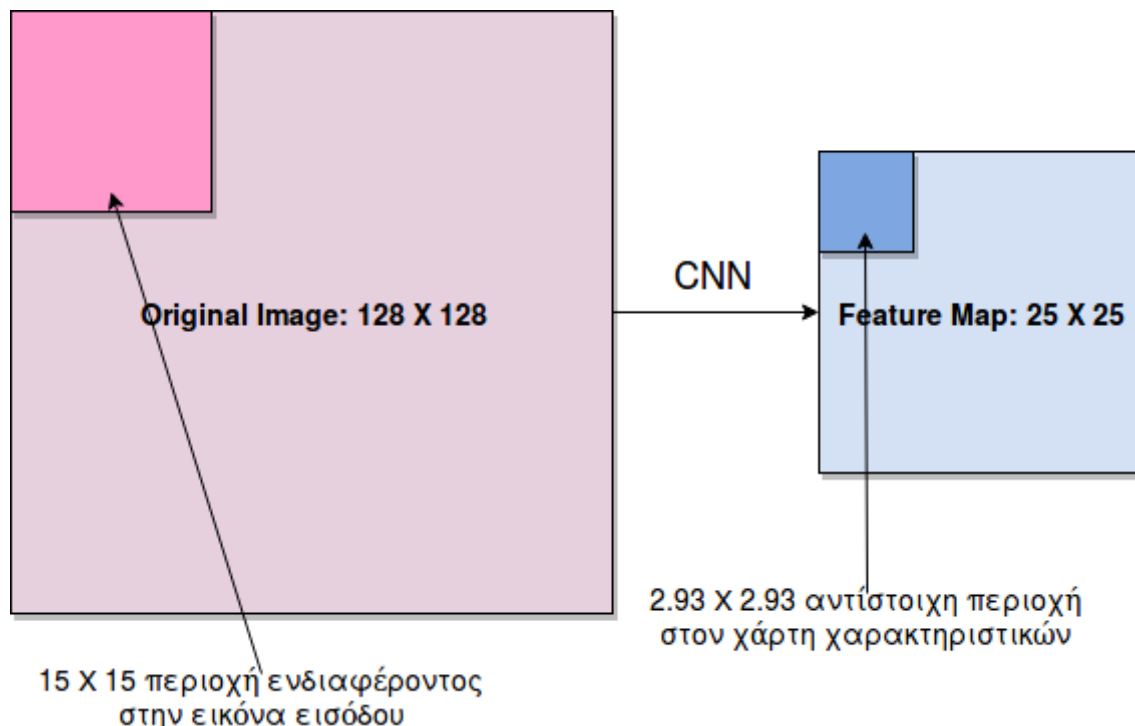 CNN
Original Image: 128 X 128
Feature Map: 25 X 25
2.93 X 2.93 αντίστοιχη περιοχή
στον χάρτη χαρακτηριστικών
15 X 15 περιοχή ενδιαφέροντος
στην εικόνα εισόδου